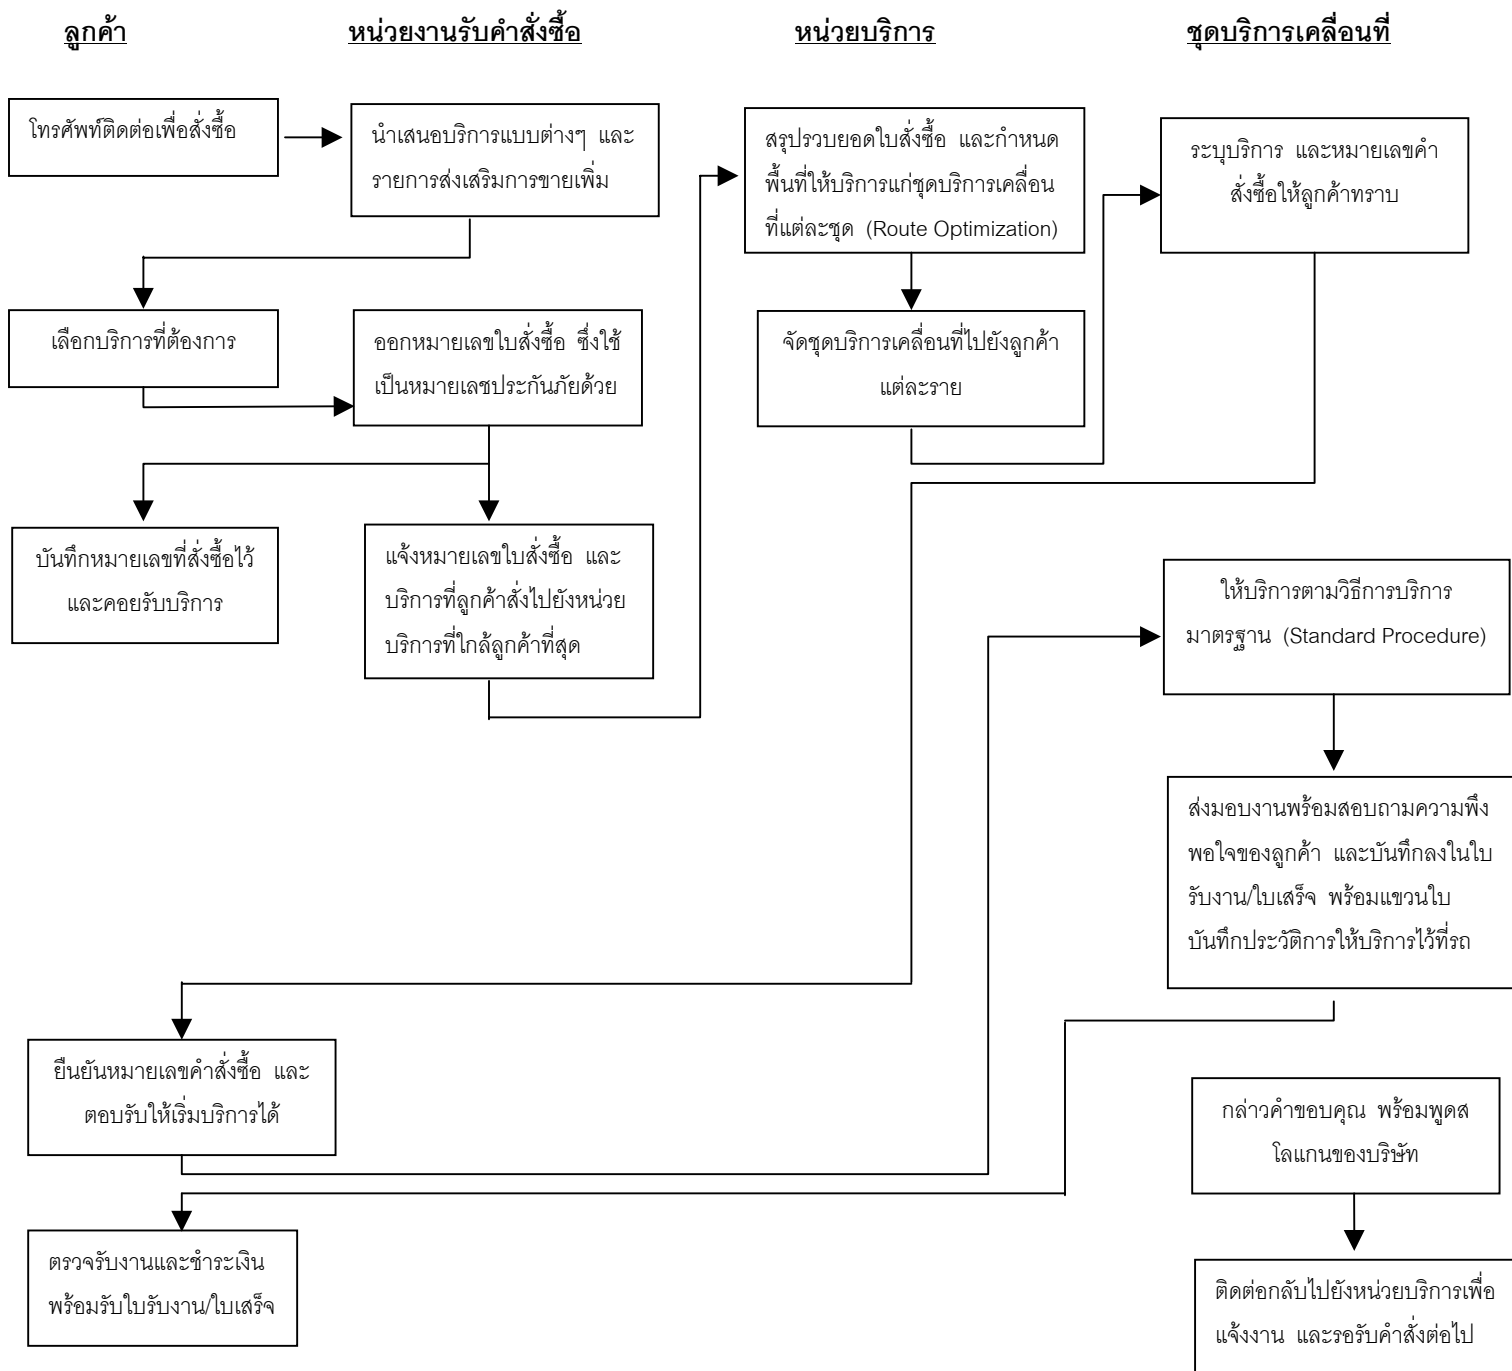 ลูกค้า
หน่วยงานรับคำสั่งซื้อ
หน่วยบริการ
ชุดบริการเคลื่อนที่
โทรศัพท์ติดต่อเพื่อสั่งซื้อ
นำเสนอบริการแบบต่างๆ และ
รายการส่งเสริมการขายเพิ่ม
สรุปรวบยอดใบสั่งซื้อ และกำหนด
พื้นที่ให้บริการแก่ชุดบริการเคลื่อน
ที่แต่ละชุด (Route Optimization)
ระบุบริการ และหมายเลขคำ
สั่งซื้อให้ลูกค้าทราบ
เลือกบริการที่ต้องการ
ออกหมายเลขใบสั่งซื้อ ซึ่งใช้
เป็นหมายเลชประกันภัยด้วย
จัดชุดบริการเคลื่อนที่ไปยังลูกค้า
แต่ละราย
บันทึกหมายเลขที่สั่งซื้อไว้
และคอยรับบริการ
แจ้งหมายเลขใบสั่งซื้อ และ
บริการที่ลูกค้าสั่งไปยังหน่วย
บริการที่ใกล้ลูกค้าที่สุด
ให้บริการตามวิธีการบริการ
มาตรฐาน (Standard Procedure)
ส่งมอบงานพร้อมสอบถามความพึง
พอใจของลูกค้า และบันทึกลงในใบ
รับงาน/ใบเสร็จ พร้อมแขวนใบ
บันทึกประวัติการให้บริการไว้ที่รถ
ยืนยันหมายเลขคำสั่งซื้อ และ
ตอบรับให้เริ่มบริการได้
กล่าวคำขอบคุณ พร้อมพูดส
โลแกนของบริษัท
ตรวจรับงานและชำระเงิน
พร้อมรับใบรับงาน/ใบเสร็จ
ติดต่อกลับไปยังหน่วยบริการเพื่อ
แจ้งงาน และรอรับคำสั่งต่อไป